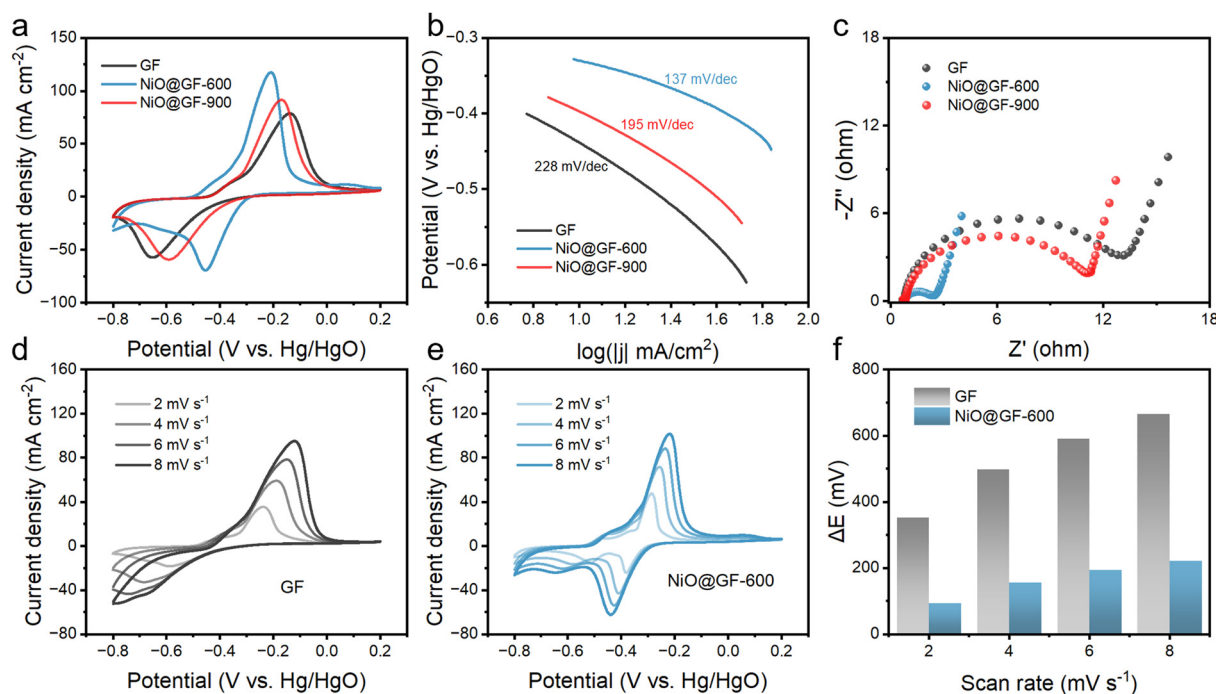 a
150
100
50
0
−50
−100
−0.8
−0.6
−0.4
−0.2
0.0
0.2
Current density (mA cm⁻²)
Potential (V vs. Hg/HgO)
GF
NiO@GF-600
NiO@GF-900
b
−0.3
−0.4
−0.5
−0.6
0.6
0.8
1.0
1.2
1.4
1.6
1.8
2.0
Potential (V vs. Hg/HgO)
log(|j| mA/cm²)
137 mV/dec
195 mV/dec
228 mV/dec
GF
NiO@GF-600
NiO@GF-900
c
18
12
6
0
0
6
12
18
-Z'' (ohm)
Z' (ohm)
GF
NiO@GF-600
NiO@GF-900
d
160
120
80
40
0
−40
−80
−0.8
−0.6
−0.4
−0.2
0.0
0.2
Current density (mA cm⁻²)
Potential (V vs. Hg/HgO)
2 mV s⁻¹
4 mV s⁻¹
6 mV s⁻¹
8 mV s⁻¹
GF
e
160
120
80
40
0
−40
−80
−0.8
−0.6
−0.4
−0.2
0.0
0.2
Current density (mA cm⁻²)
Potential (V vs. Hg/HgO)
2 mV s⁻¹
4 mV s⁻¹
6 mV s⁻¹
8 mV s⁻¹
NiO@GF-600
f
800
600
400
200
0
2
4
6
8
ΔE (mV)
Scan rate (mV s⁻¹)
GF
NiO@GF-600